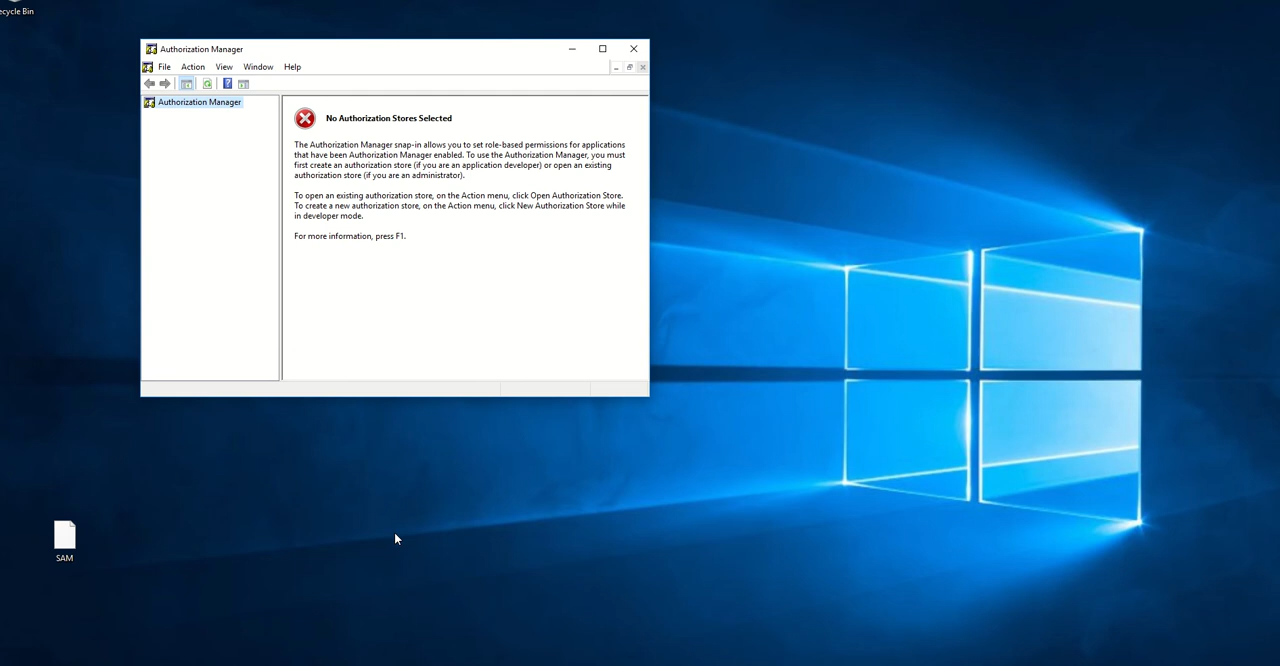 ecycle Bin
Authorization Manager
File Action View Window Help
Authorization Manager
No Authorization Stores Selected
The Authorization Manager snap-in allows you to set role-based permissions for applications
that have been Authorization Manager enabled. To use the Authorization Manager, you must
first create an authorization store (if you are an application developer) or open an existing
authorization store (if you are an administrator).
To open an existing authorization store, on the Action menu, click Open Authorization Store.
To create a new authorization store, on the Action menu, click New Authorization Store while
in developer mode.
For more information, press F1.
SAM